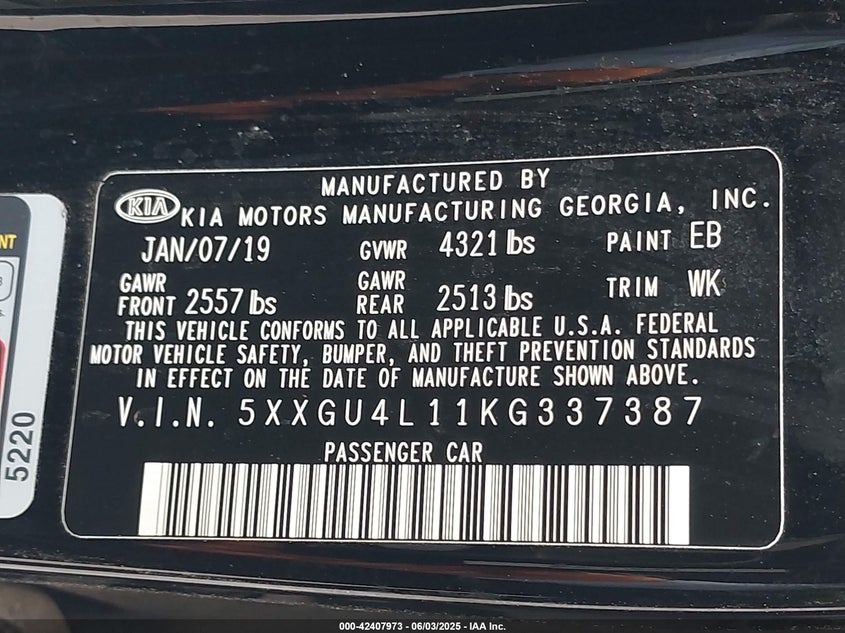 MANUFACTURED BY
KIA KIA MOTORS MANUFACTURING GEORGIA, INC.
JAN/07/19 GVWR 4321 lbs PAINT EB
GAWR FRONT 2557 lbs GAWR REAR 2513 lbs TRIM WK
THIS VEHICLE CONFORMS TO ALL APPLICABLE U.S.A. FEDERAL
MOTOR VEHICLE SAFETY, BUMPER, AND THEFT PREVENTION STANDARDS
IN EFFECT ON THE DATE OF MANUFACTURE SHOWN ABOVE.
V.I.N. 5XXGU4L11KG337387
PASSENGER CAR
5220
000-42407973 - 06/03/2025 - IAA Inc.